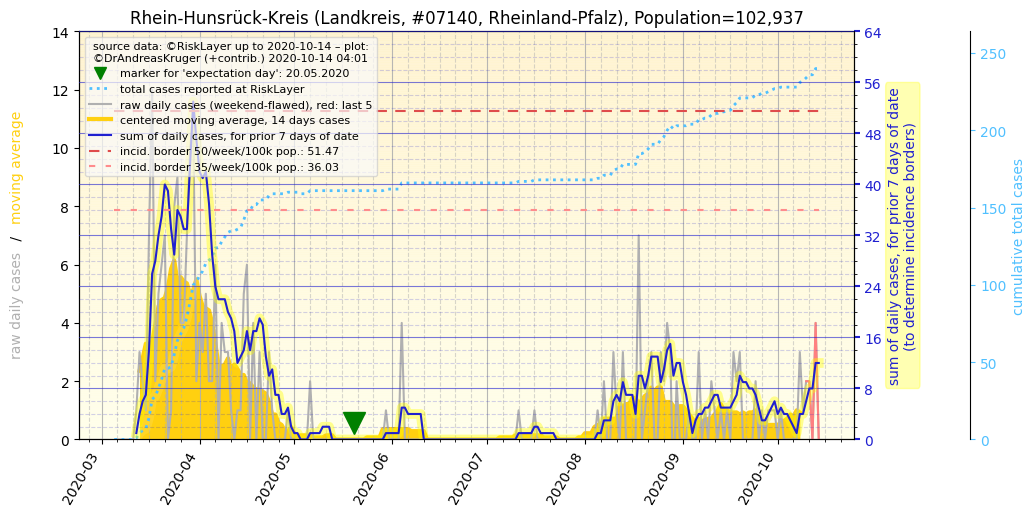 Rhein-Hunsrück-Kreis (Landkreis, #07140, Rheinland-Pfalz), Population=102,937
source data: ©RiskLayer up to 2020-10-14 – plot:
©DrAndreasKruger (+contrib.) 2020-10-14 04:01
marker for 'expectation day': 20.05.2020
total cases reported at RiskLayer
raw daily cases (weekend-flawed), red: last 5
centered moving average, 14 days cases
sum of daily cases, for prior 7 days of date
incid. border 50/week/100k pop.: 51.47
incid. border 35/week/100k pop.: 36.03
raw daily cases / moving average
14
12
10
8
6
4
2
0
64
56
48
40
32
24
16
8
0
sum of daily cases, for prior 7 days of date
(to determine incidence borders)
250
200
150
100
50
0
cumulative total cases
2020-03
2020-04
2020-05
2020-06
2020-07
2020-08
2020-09
2020-10